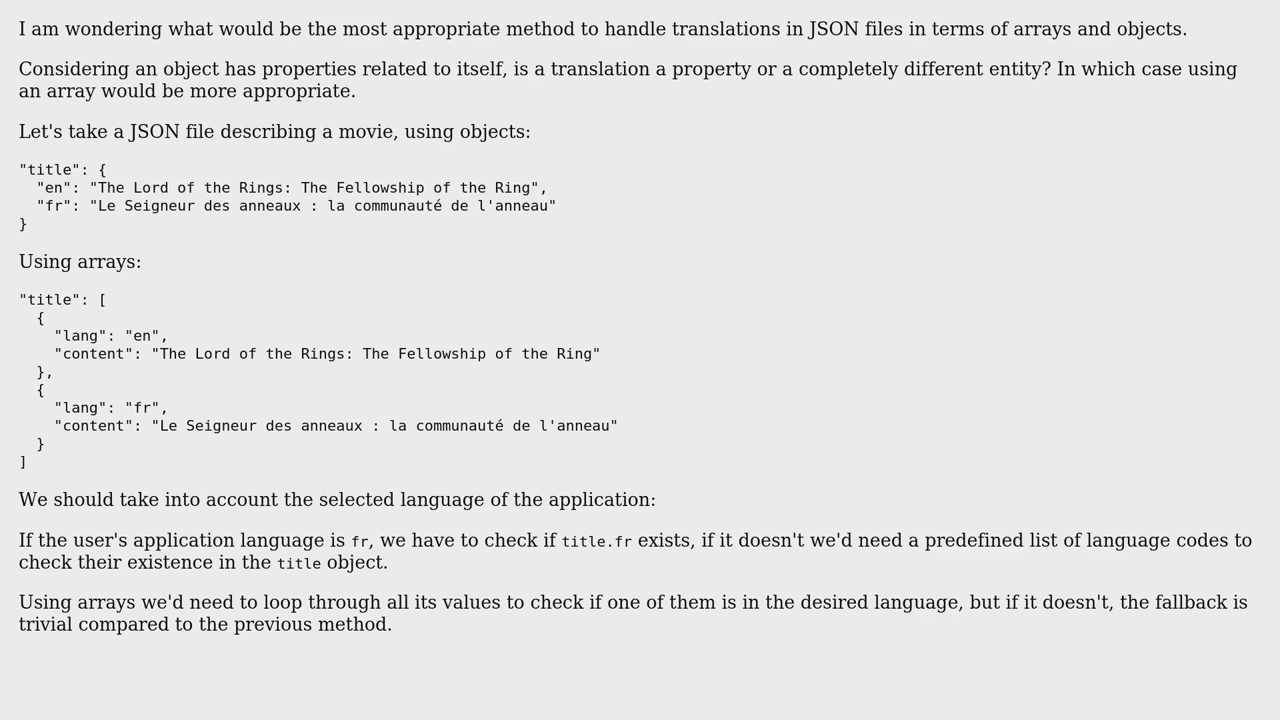 I am wondering what would be the most appropriate method to handle translations in JSON files in terms of arrays and objects.
Considering an object has properties related to itself, is a translation a property or a completely different entity? In which case using
an array would be more appropriate.
Let's take a JSON file describing a movie, using objects:
"title": {
  "en": "The Lord of the Rings: The Fellowship of the Ring",
  "fr": "Le Seigneur des anneaux : la communauté de l'anneau"
}
Using arrays:
"title": [
  {
    "lang": "en",
    "content": "The Lord of the Rings: The Fellowship of the Ring"
  },
  {
    "lang": "fr",
    "content": "Le Seigneur des anneaux : la communauté de l'anneau"
  }
]
We should take into account the selected language of the application:
If the user's application language is fr, we have to check if title.fr exists, if it doesn't we'd need a predefined list of language codes to
check their existence in the title object.
Using arrays we'd need to loop through all its values to check if one of them is in the desired language, but if it doesn't, the fallback is
trivial compared to the previous method.